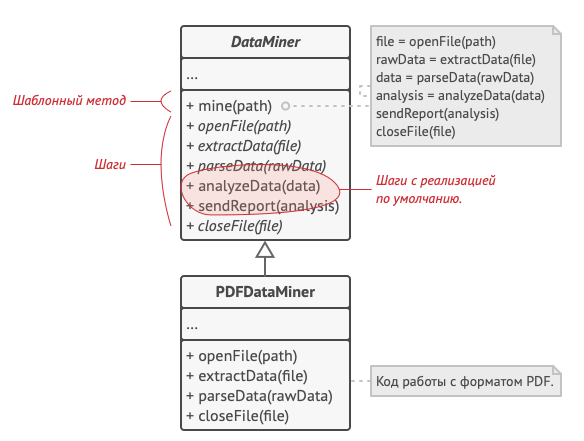 DataMiner
...
+ mine(path)
+ openFile(path)
+ extractData(file)
+ parseData(rawData)
+ analyzeData(data)
+ sendReport(analysis)
+ closeFile(file)
file = openFile(path)
rawData = extractData(file)
data = parseData(rawData)
analysis = analyzeData(data)
sendReport(analysis)
closeFile(file)
Шаблонный метод
Шаги
Шаги с реализацией
по умолчанию.
PDFDataMiner
...
+ openFile(path)
+ extractData(file)
+ parseData(rawData)
+ closeFile(file)
Код работы с форматом PDF.